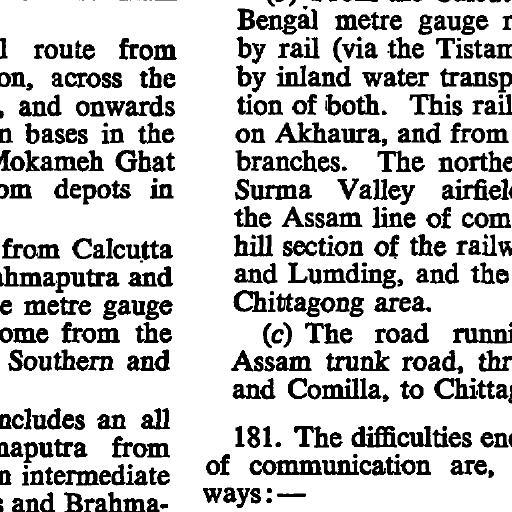 l route from
on, across the
, and onwards
n bases in the
Mokameh Ghat
om depots in
from Calcutta
ahmaputra and
e metre gauge
ome from the
Southern and
ncludes an all
maputra from
n intermediate
s and Brahma-
Bengal metre gauge r
by rail (via the Tistam
by inland water transp
tion of both. This rail
on Akhaura, and from
branches. The northe
Surma Valley airfiel
the Assam line of com
hill section of the railw
and Lumding, and the
Chittagong area.
(c) The road runni
Assam trunk road, thr
and Comilla, to Chittag
181. The difficulties en
of communication are,
ways:—